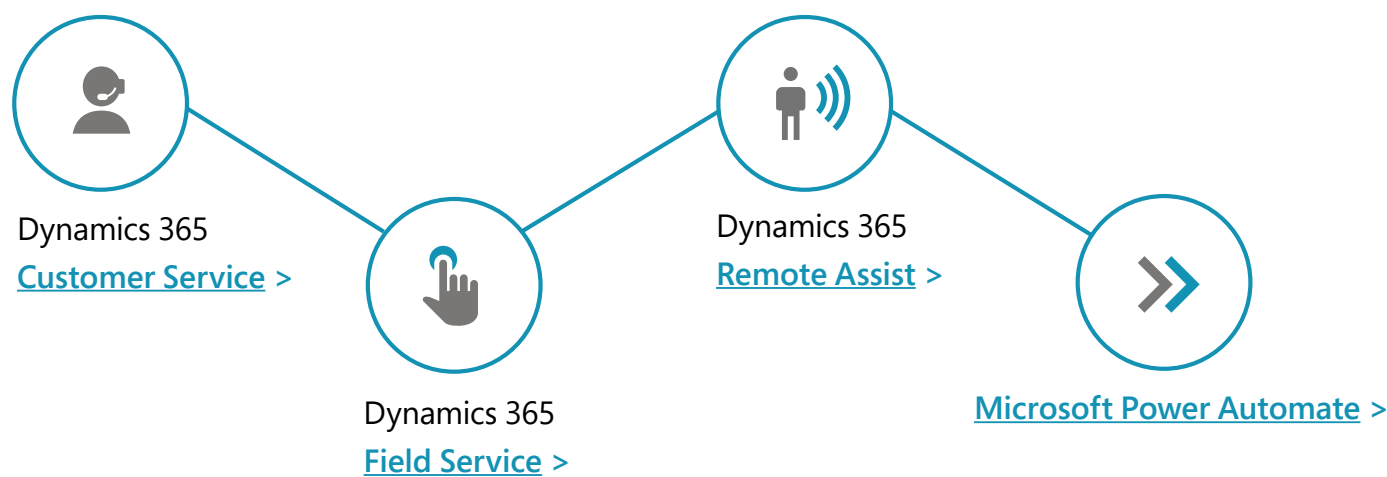 Dynamics 365
Customer Service >
Dynamics 365
Field Service >
Dynamics 365
Remote Assist >
Microsoft Power Automate >